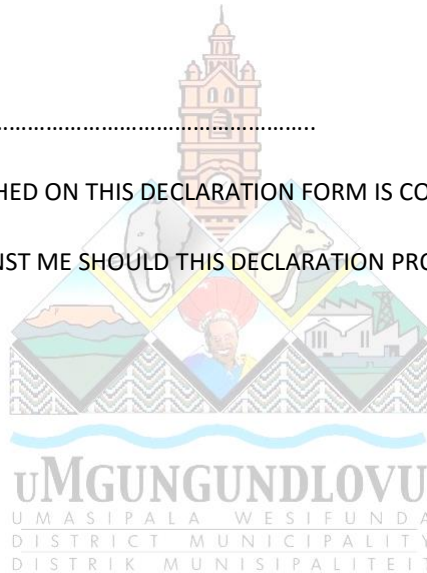 ……………………………………………..
HED ON THIS DECLARATION FORM IS CO
NST ME SHOULD THIS DECLARATION PRO
uMGUNGUNDLOVU
UMASIPALA WESIFUNDA
DISTRICT MUNICIPALITY
DISTRIK MUNISIPALITEIT